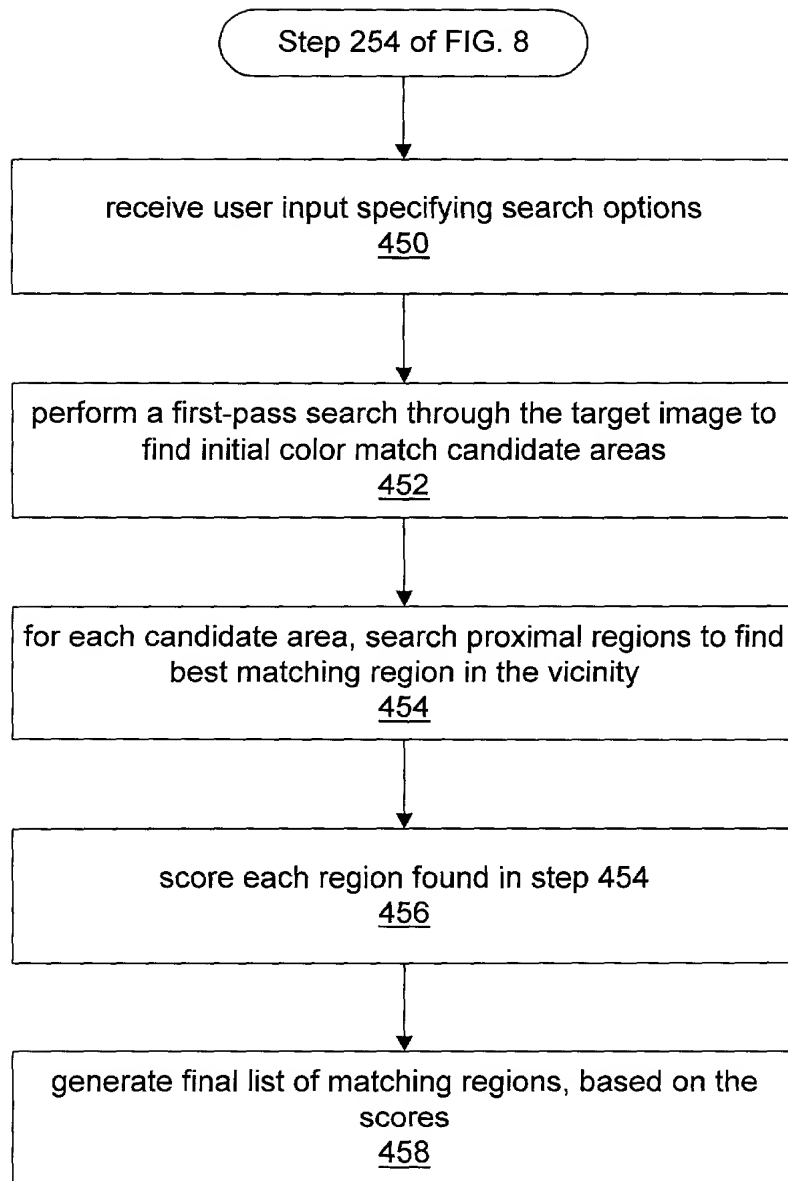 Step 254 of FIG. 8
receive user input specifying search options
450
perform a first-pass search through the target image to
find initial color match candidate areas
452
for each candidate area, search proximal regions to find
best matching region in the vicinity
454
score each region found in step 454
456
generate final list of matching regions, based on the
scores
458